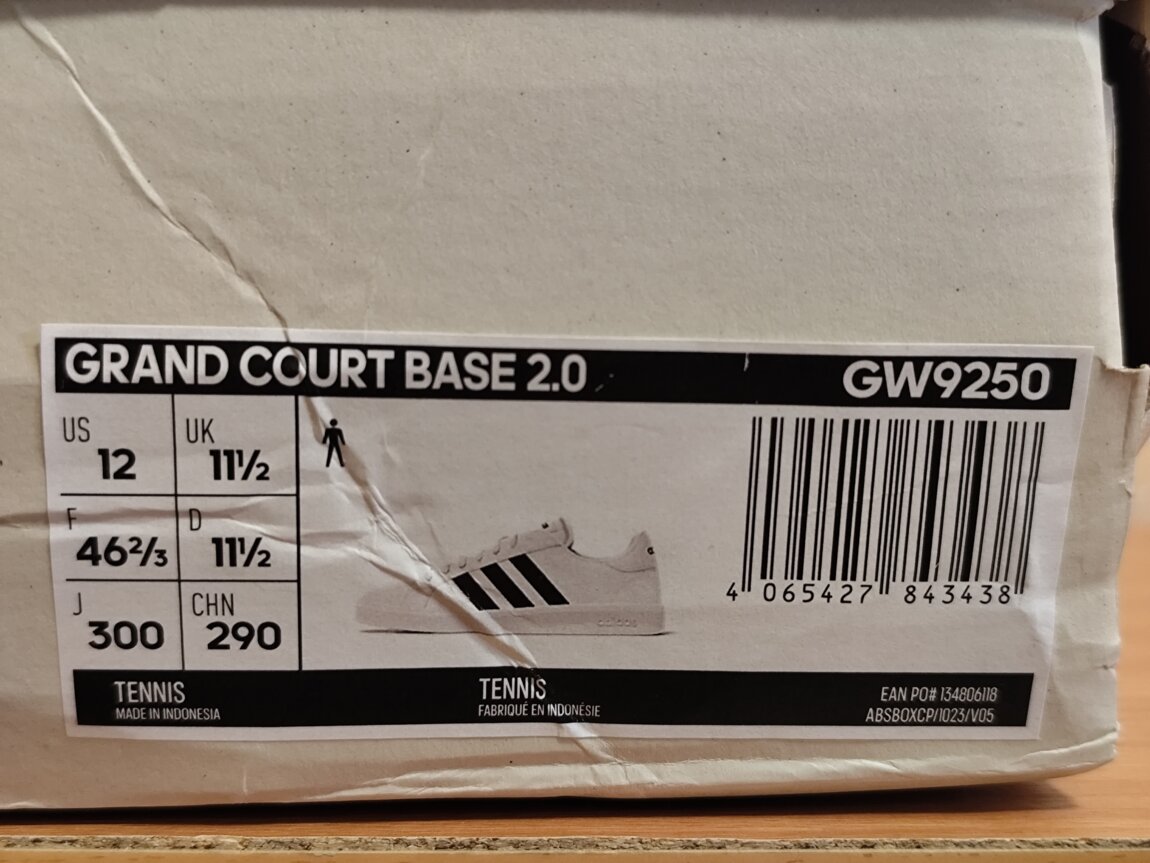 GRAND COURT BASE 2.0
GW9250
US
12
UK
11½
F
46⅔
D
11½
J
300
CHN
290
adidas
4 065427 843438
TENNIS
MADE IN INDONESIA
TENNIS
FABRIQUÉ EN INDONÉSIE
EAN PO# 134806118
ABSBOXCP/1023/V05